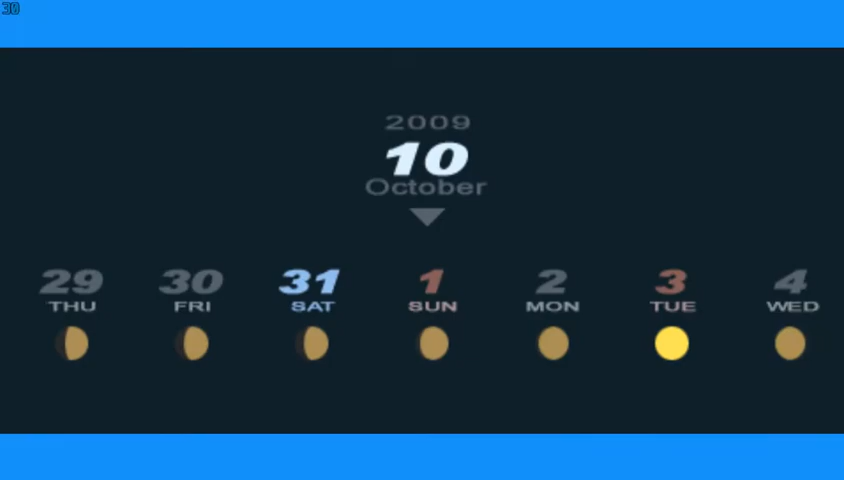 30
2009
10
October
29 30 31 1 2 3 4
THU FRI SAT SUN MON TUE WED